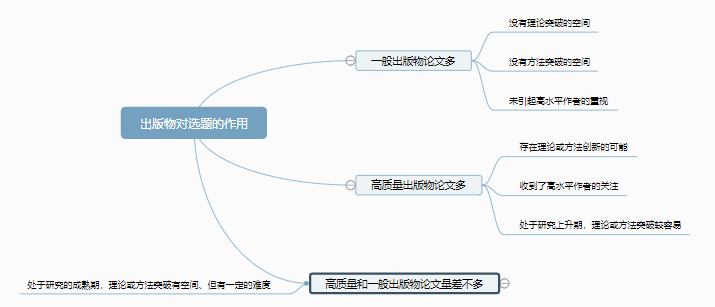 出版物对选题的作用
一般出版物论文多
没有理论突破的空间
没有方法突破的空间
未引起高水平作者的重视
高质量出版物论文多
存在理论或方法创新的可能
收到了高水平作者的关注
处于研究上升期，理论或方法突破较容易
高质量和一般出版物论文量差不多
处于研究的成熟期，理论或方法突破有空间、但有一定的难度